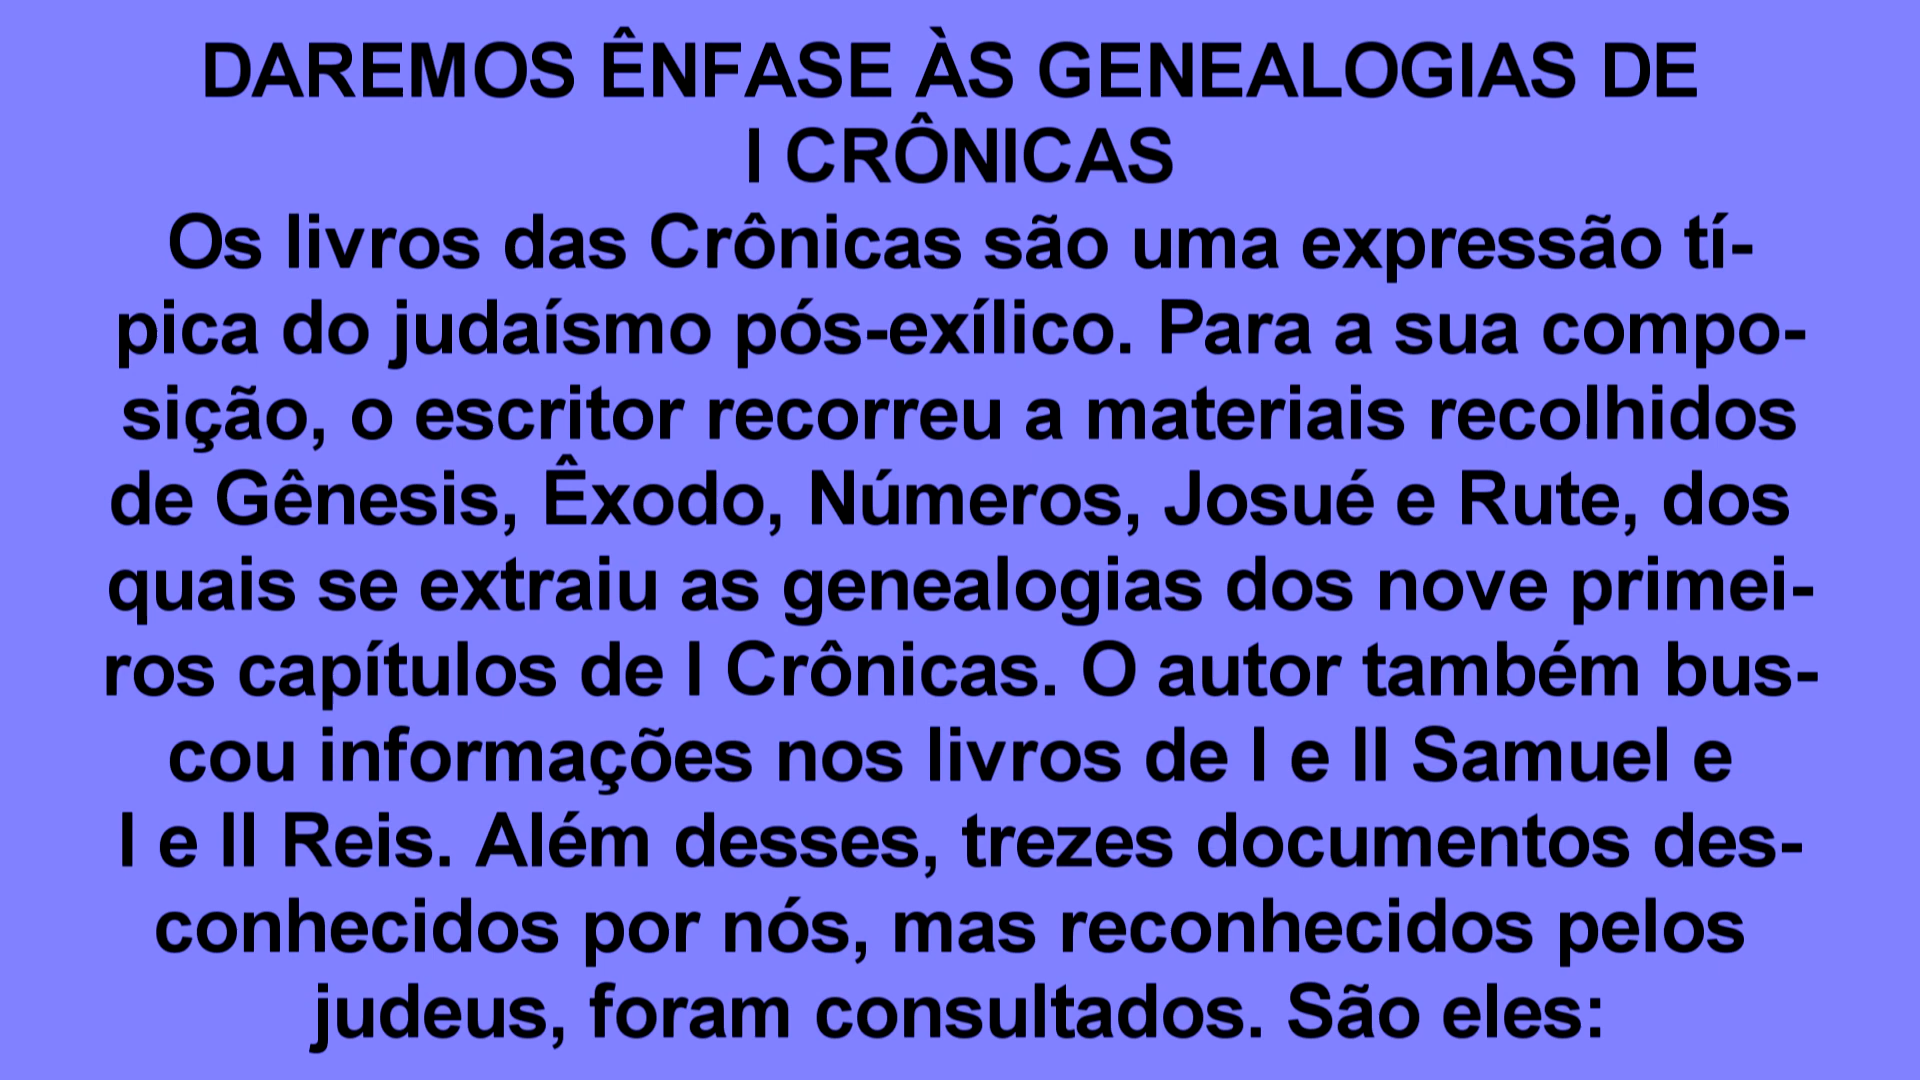 DAREMOS ÊNFASE ÀS GENEALOGIAS DE
I CRÔNICAS
Os livros das Crônicas são uma expressão tí-
pica do judaísmo pós-exílico. Para a sua compo-
sição, o escritor recorreu a materiais recolhidos
de Gênesis, Êxodo, Números, Josué e Rute, dos
quais se extraiu as genealogias dos nove primei-
ros capítulos de I Crônicas. O autor também bus-
cou informações nos livros de I e II Samuel e
I e II Reis. Além desses, trezes documentos des-
conhecidos por nós, mas reconhecidos pelos
judeus, foram consultados. São eles: